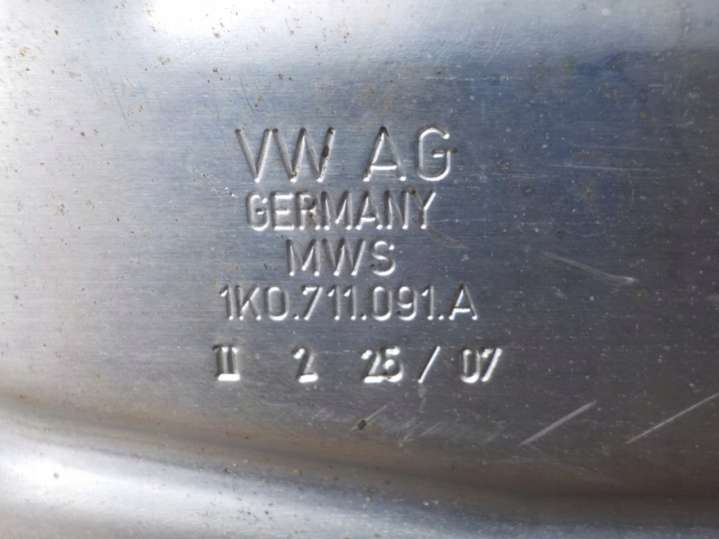 VW AG
GERMANY
MWS
1K0.711.091.A
II 2 25/07